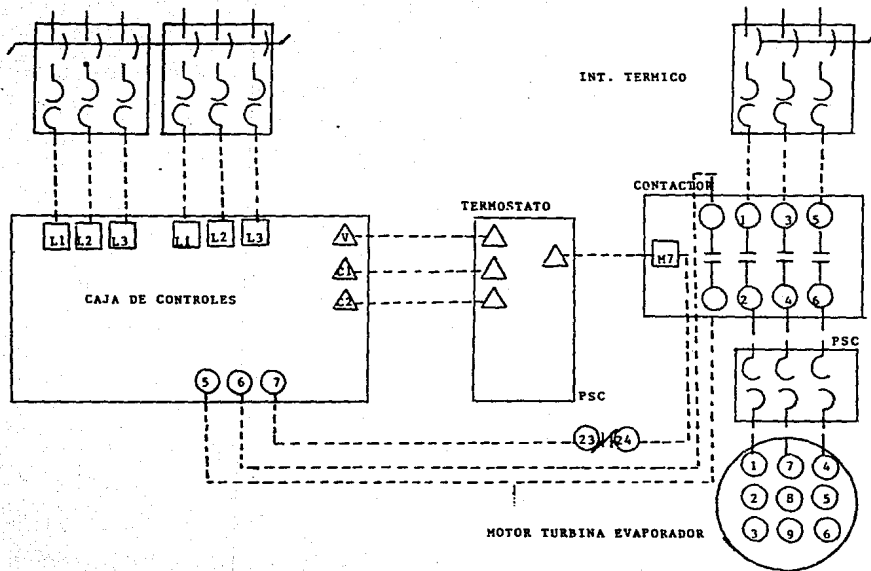 INT. TERMICO
CONTACTOR
TERMOSTATO
L1 L2 L3 L1 L2 L3 V
M7
1 3 5
C1
CAJA DE CONTROLES
C2
2 4 6
PSC
5 6 7
PSC
23 24
1 7 4
2 8 5
3 9 6
MOTOR TURBINA EVAPORADOR